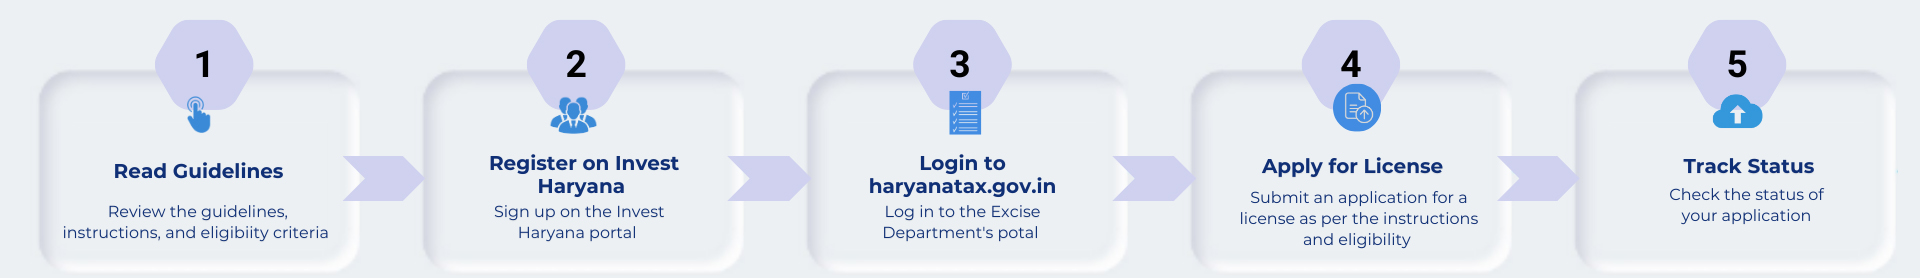 1
Read Guidelines
Review the guidelines,
instructions, and eligibiity criteria
2
Register on Invest
Haryana
Sign up on the Invest
Haryana portal
3
Login to
haryanatax.gov.in
Log in to the Excise
Department's potal
4
Apply for License
Submit an application for a
license as per the instructions
and eligibility
5
Track Status
Check the status of
your application